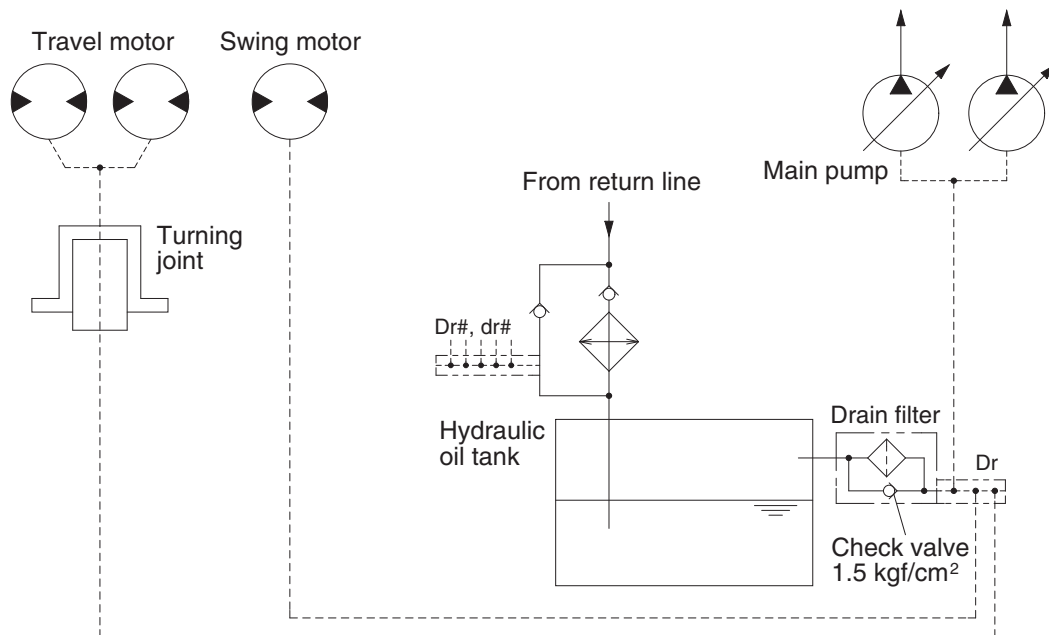 Travel motor
Swing motor
Main pump
From return line
Turning
joint
Dr#, dr#
Hydraulic
oil tank
Drain filter
Dr
Check valve
1.5 kgf/cm²